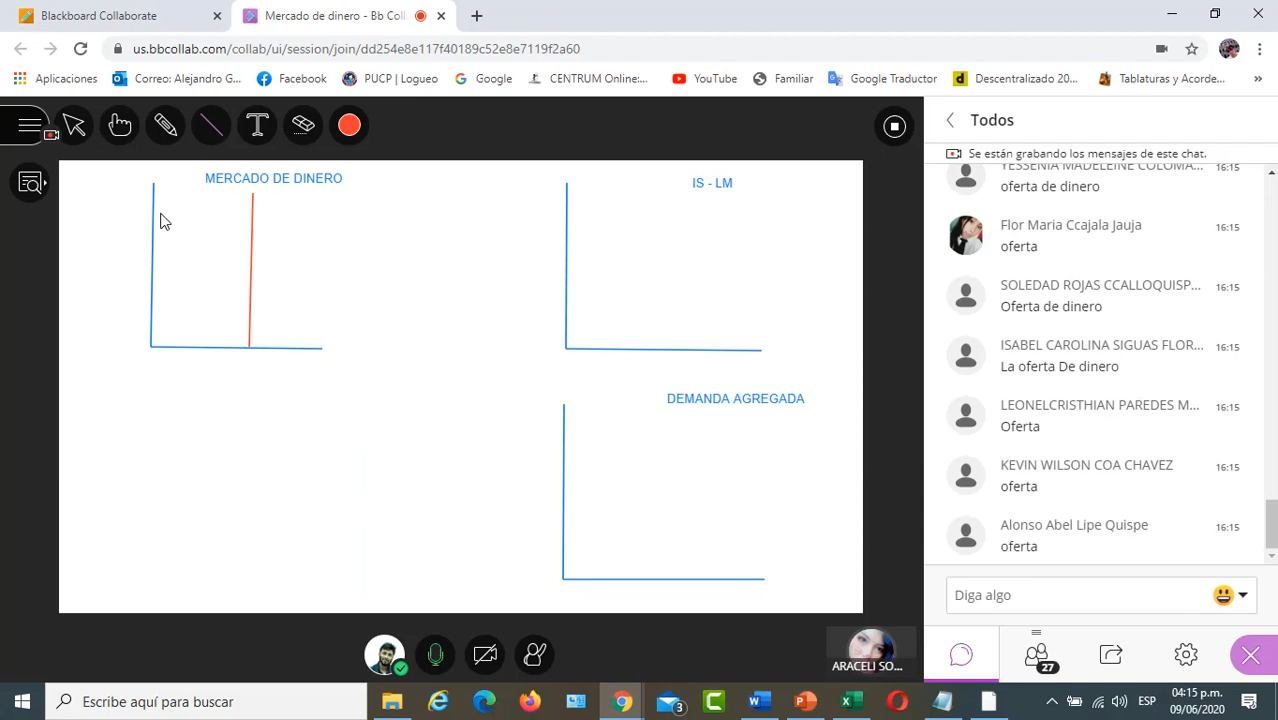 Blackboard Collaborate
Mercado de dinero - Bb Coll
us.bbcollab.com/collab/ui/session/join/dd254e8e117f40189c52e8e7119f2a60
Aplicaciones
Correo: Alejandro G...
Facebook
PUCP | Logueo
Google
CENTRUM Online:...
YouTube
Familiar
Google Traductor
Descentralizado 20...
Tablaturas y Acorde...
»
MERCADO DE DINERO
IS - LM
DEMANDA AGREGADA
ARACELI SO...
Todos
Se están grabando los mensajes de este chat.
YESSENIA MADELEINE COLOMA... 16:15
oferta de dinero
Flor Maria Ccajala Jauja 16:15
oferta
SOLEDAD ROJAS CCALLOQUISP... 16:15
Oferta de dinero
ISABEL CAROLINA SIGUAS FLOR... 16:15
La oferta De dinero
LEONELCRISTHIAN PAREDES M... 16:15
Oferta
KEVIN WILSON COA CHAVEZ 16:15
oferta
Alonso Abel Lipe Quispe 16:15
oferta
Diga algo
27
Escribe aquí para buscar
3
ESP
04:15 p.m.
09/06/2020